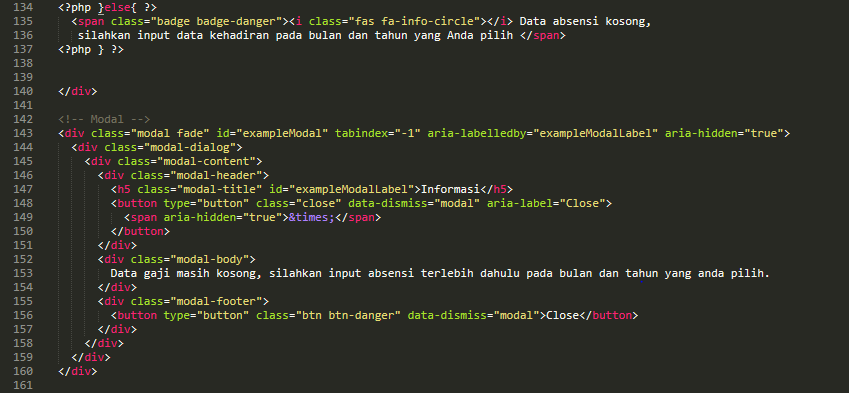 134 <?php }else{ ?>
135 <span class="badge badge-danger"><i class="fas fa-info-circle"></i> Data absensi kosong,
136 silahkan input data kehadiran pada bulan dan tahun yang Anda pilih </span>
137 <?php } ?>
138
139
140 </div>
141
142 <!-- Modal -->
143 <div class="modal fade" id="exampleModal" tabindex="-1" aria-labelledby="exampleModalLabel" aria-hidden="true">
144 <div class="modal-dialog">
145 <div class="modal-content">
146 <div class="modal-header">
147 <h5 class="modal-title" id="exampleModalLabel">Informasi</h5>
148 <button type="button" class="close" data-dismiss="modal" aria-label="Close">
149 <span aria-hidden="true">&times;</span>
150 </button>
151 </div>
152 <div class="modal-body">
153 Data gaji masih kosong, silahkan input absensi terlebih dahulu pada bulan dan tahun yang anda pilih.
154 </div>
155 <div class="modal-footer">
156 <button type="button" class="btn btn-danger" data-dismiss="modal">Close</button>
157 </div>
158 </div>
159 </div>
160 </div>
161